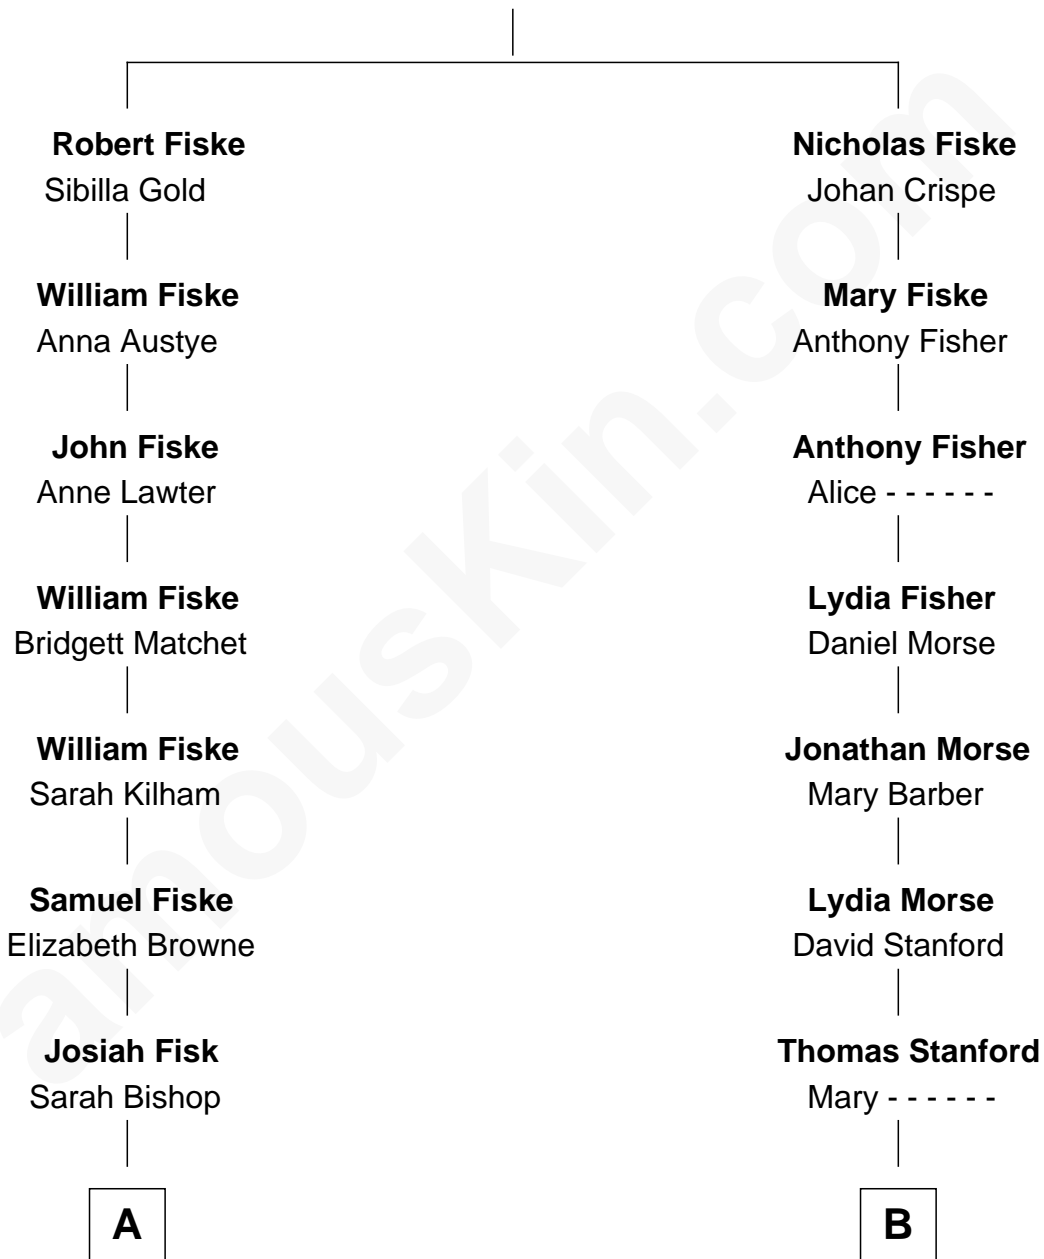 Robert Fiske
Sibilla Gold
Nicholas Fiske
Johan Crispe
William Fiske
Anna Austye
Mary Fiske
Anthony Fisher
John Fiske
Anne Lawter
Anthony Fisher
Alice - - - - - -
William Fiske
Bridgett Matchet
Lydia Fisher
Daniel Morse
William Fiske
Sarah Kilham
Jonathan Morse
Mary Barber
Samuel Fiske
Elizabeth Browne
Lydia Morse
David Stanford
Josiah Fisk
Sarah Bishop
Thomas Stanford
Mary - - - - - -
A
B
amousKin.com